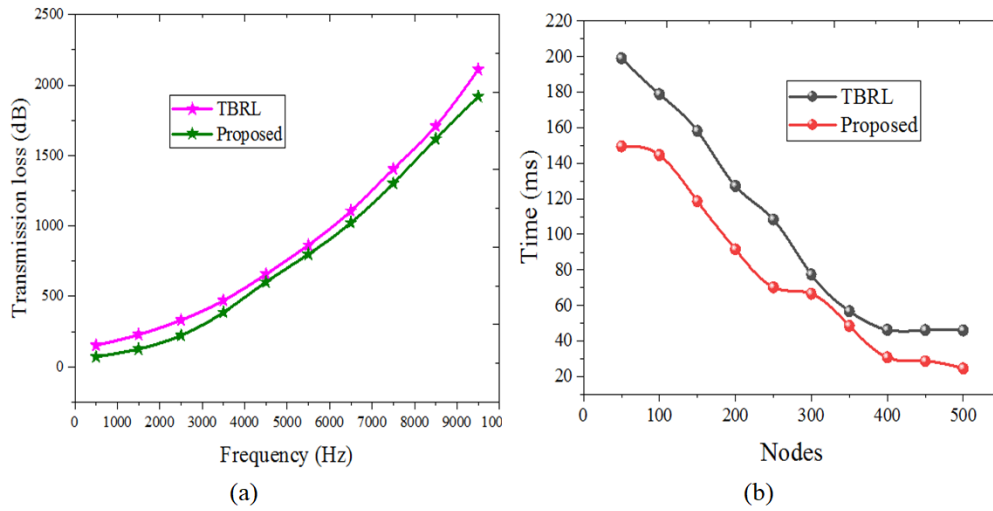 2500
2000
1500
1000
500
0
Transmission loss (dB)
TBRL
Proposed
0 1000 2000 3000 4000 5000 6000 7000 8000 9000 100
Frequency (Hz)
(a)
220
200
180
160
140
120
100
80
60
40
20
Time (ms)
TBRL
Proposed
0 100 200 300 400 500
Nodes
(b)